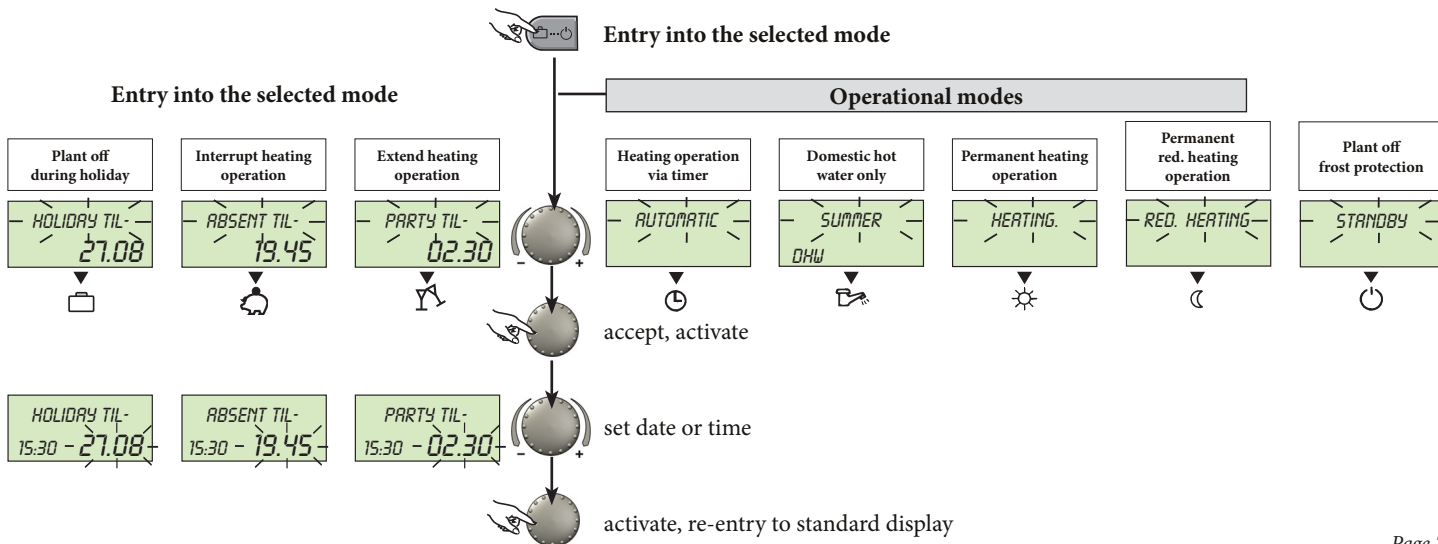 Entry into the selected mode
Entry into the selected mode
Operational modes
Plant off
during holiday
Interrupt heating
operation
Extend heating
operation
Heating operation
via timer
Domestic hot
water only
Permanent heating
operation
Permanent
red. heating
operation
Plant off
frost protection
HOLIDAY TIL-
27.08
ABSENT TIL-
19.45
PARTY TIL-
02.30
- +
AUTOMATIC
SUMMER
DHW
HEATING.
RED. HEATING
STANDBY
accept, activate
HOLIDAY TIL-
15:30 - 27.08
ABSENT TIL-
15:30 - 19.45
PARTY TIL-
15:30 - 02.30
- +
set date or time
activate, re-entry to standard display
Page